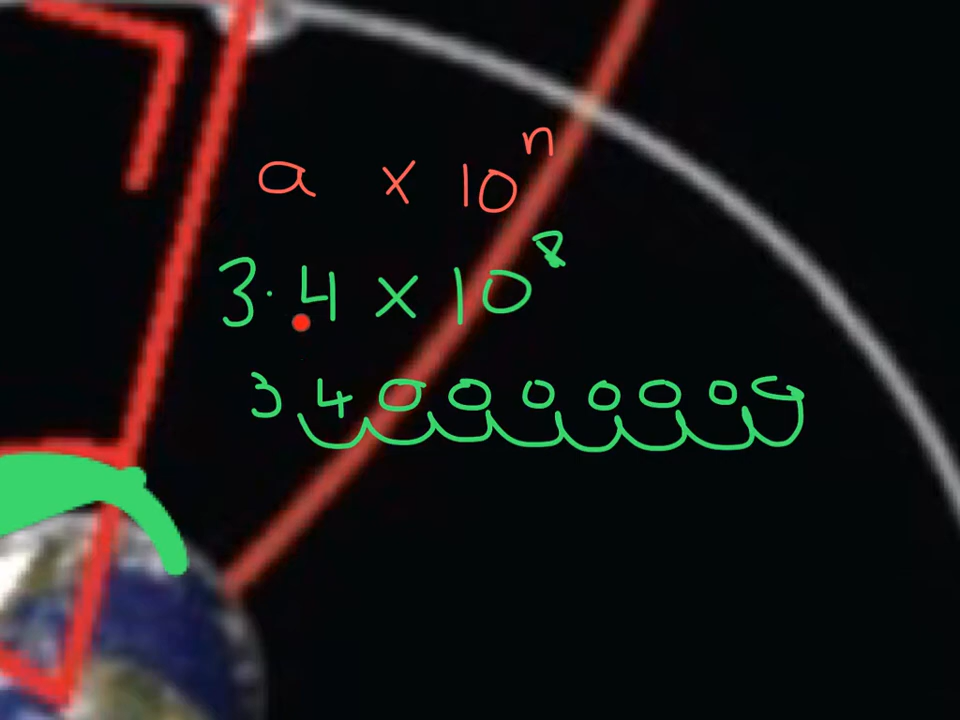 a × 10ⁿ
3.4 × 10⁸
340000000